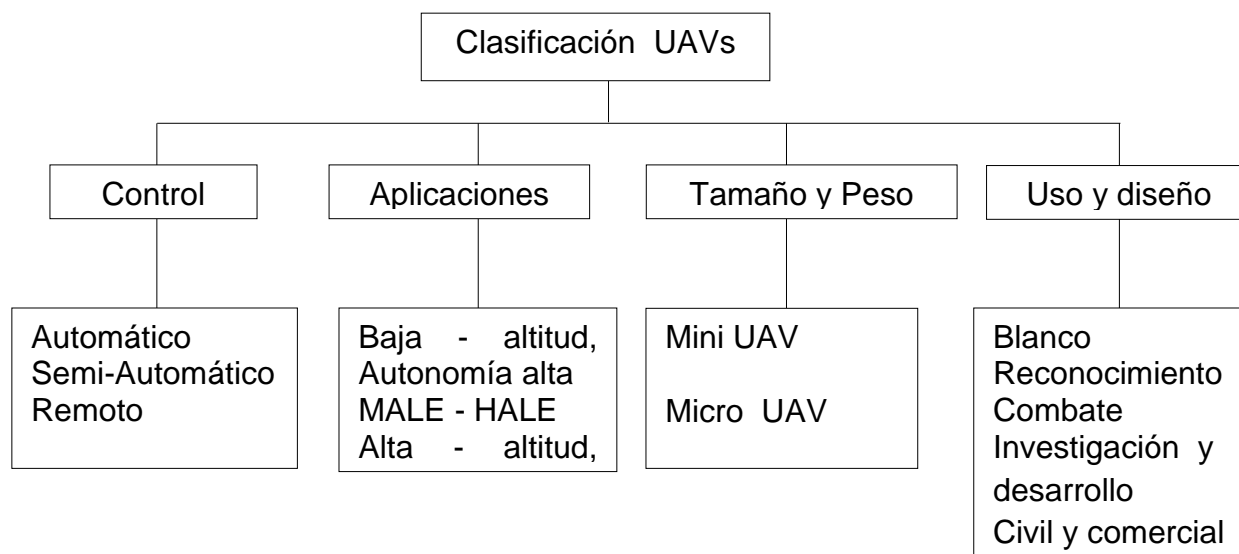 Clasificación UAVs
Control
Aplicaciones
Tamaño y Peso
Uso y diseño
Automático
Semi-Automático
Remoto
Baja - altitud,
Autonomía alta
MALE - HALE
Alta - altitud,
Mini UAV
Micro UAV
Blanco
Reconocimiento
Combate
Investigación y
desarrollo
Civil y comercial